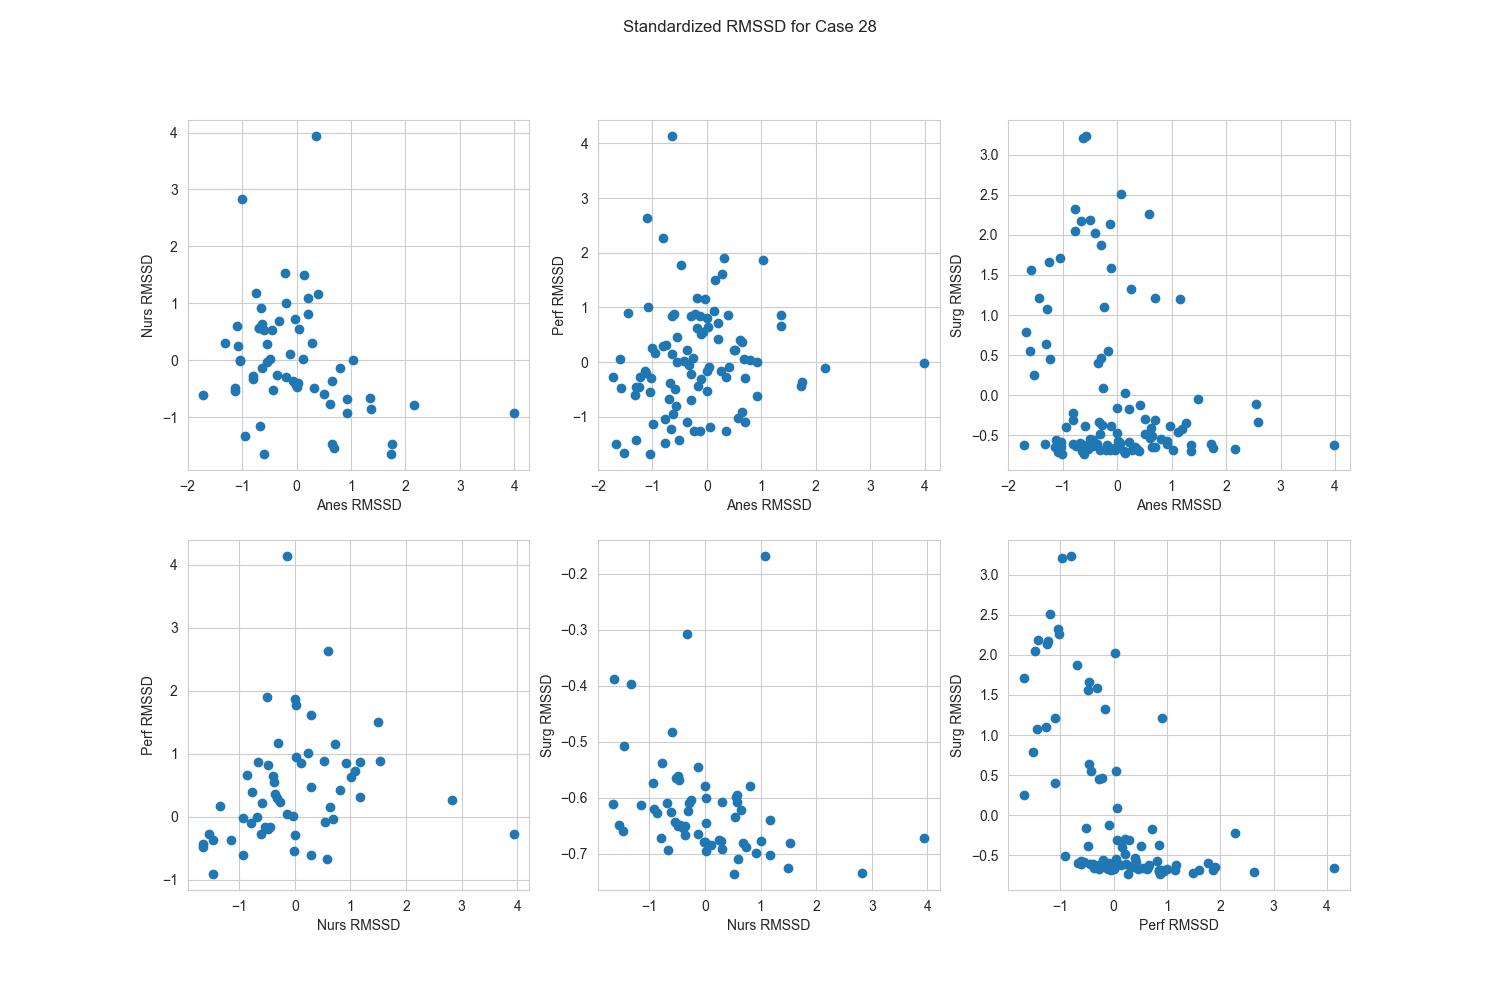 Standardized RMSSD for Case 28
4
3
2
1
0
−1
Nurs RMSSD
−2 −1 0 1 2 3 4
Anes RMSSD
4
3
2
1
0
−1
Perf RMSSD
−2 −1 0 1 2 3 4
Anes RMSSD
3.0
2.5
2.0
1.5
1.0
0.5
0.0
−0.5
Surg RMSSD
−2 −1 0 1 2 3 4
Anes RMSSD
4
3
2
1
0
−1
Perf RMSSD
−1 0 1 2 3 4
Nurs RMSSD
−0.2
−0.3
−0.4
−0.5
−0.6
−0.7
Surg RMSSD
−1 0 1 2 3 4
Nurs RMSSD
3.0
2.5
2.0
1.5
1.0
0.5
0.0
−0.5
Surg RMSSD
−1 0 1 2 3 4
Perf RMSSD